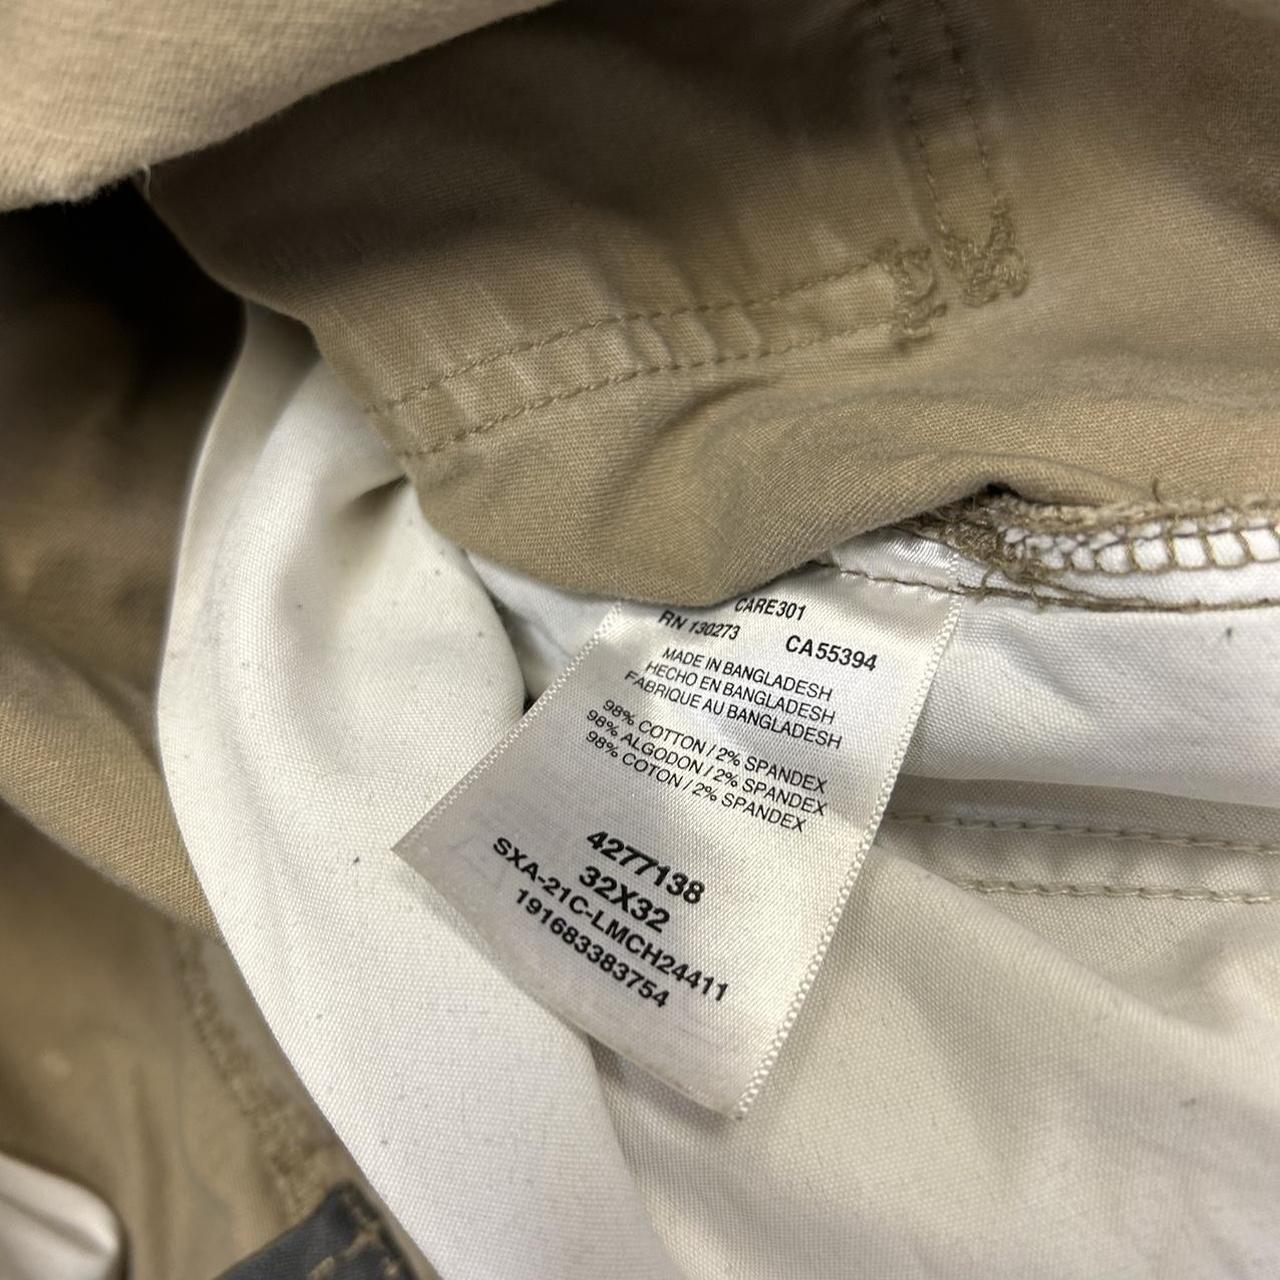 CARE301
RN 130273 CA55394
MADE IN BANGLADESH
HECHO EN BANGLADESH
FABRIQUE AU BANGLADESH
98% COTTON / 2% SPANDEX
98% ALGODON / 2% SPANDEX
98% COTON / 2% SPANDEX
4277138
32X32
SXA-21C-LMCH24411
191683383754